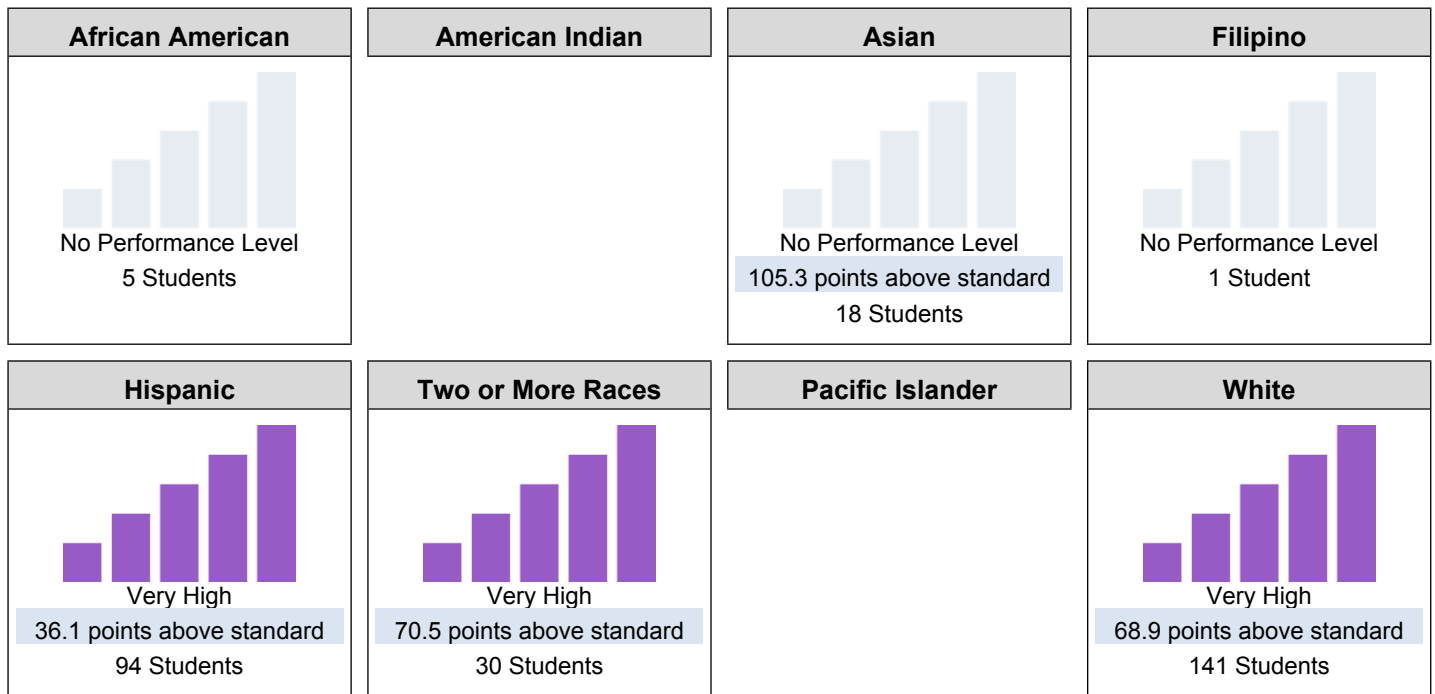 African American
No Performance Level
5 Students
American Indian
Asian
No Performance Level
105.3 points above standard
18 Students
Filipino
No Performance Level
1 Student
Hispanic
Very High
36.1 points above standard
94 Students
Two or More Races
Very High
70.5 points above standard
30 Students
Pacific Islander
White
Very High
68.9 points above standard
141 Students